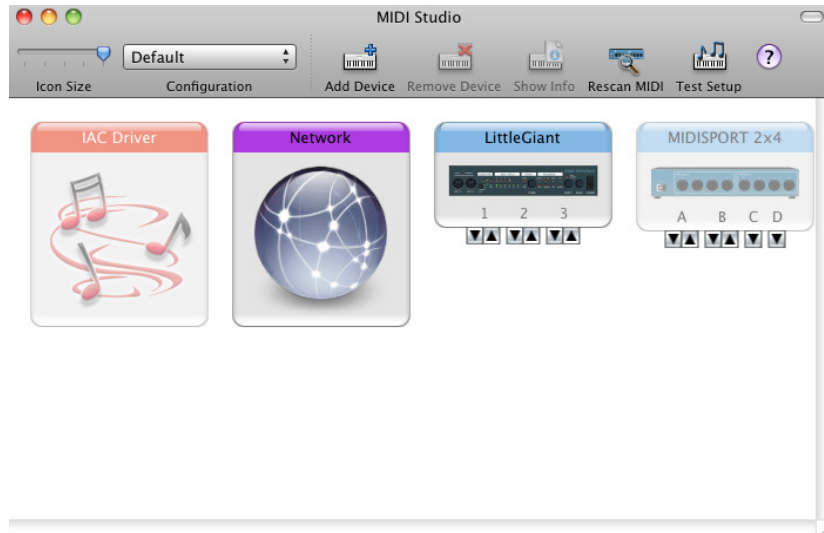 MIDI Studio
Default
Icon Size Configuration Add Device Remove Device Show Info Rescan MIDI Test Setup ?
IAC Driver Network LittleGiant MIDISPORT 2x4
1 2 3
A B C D